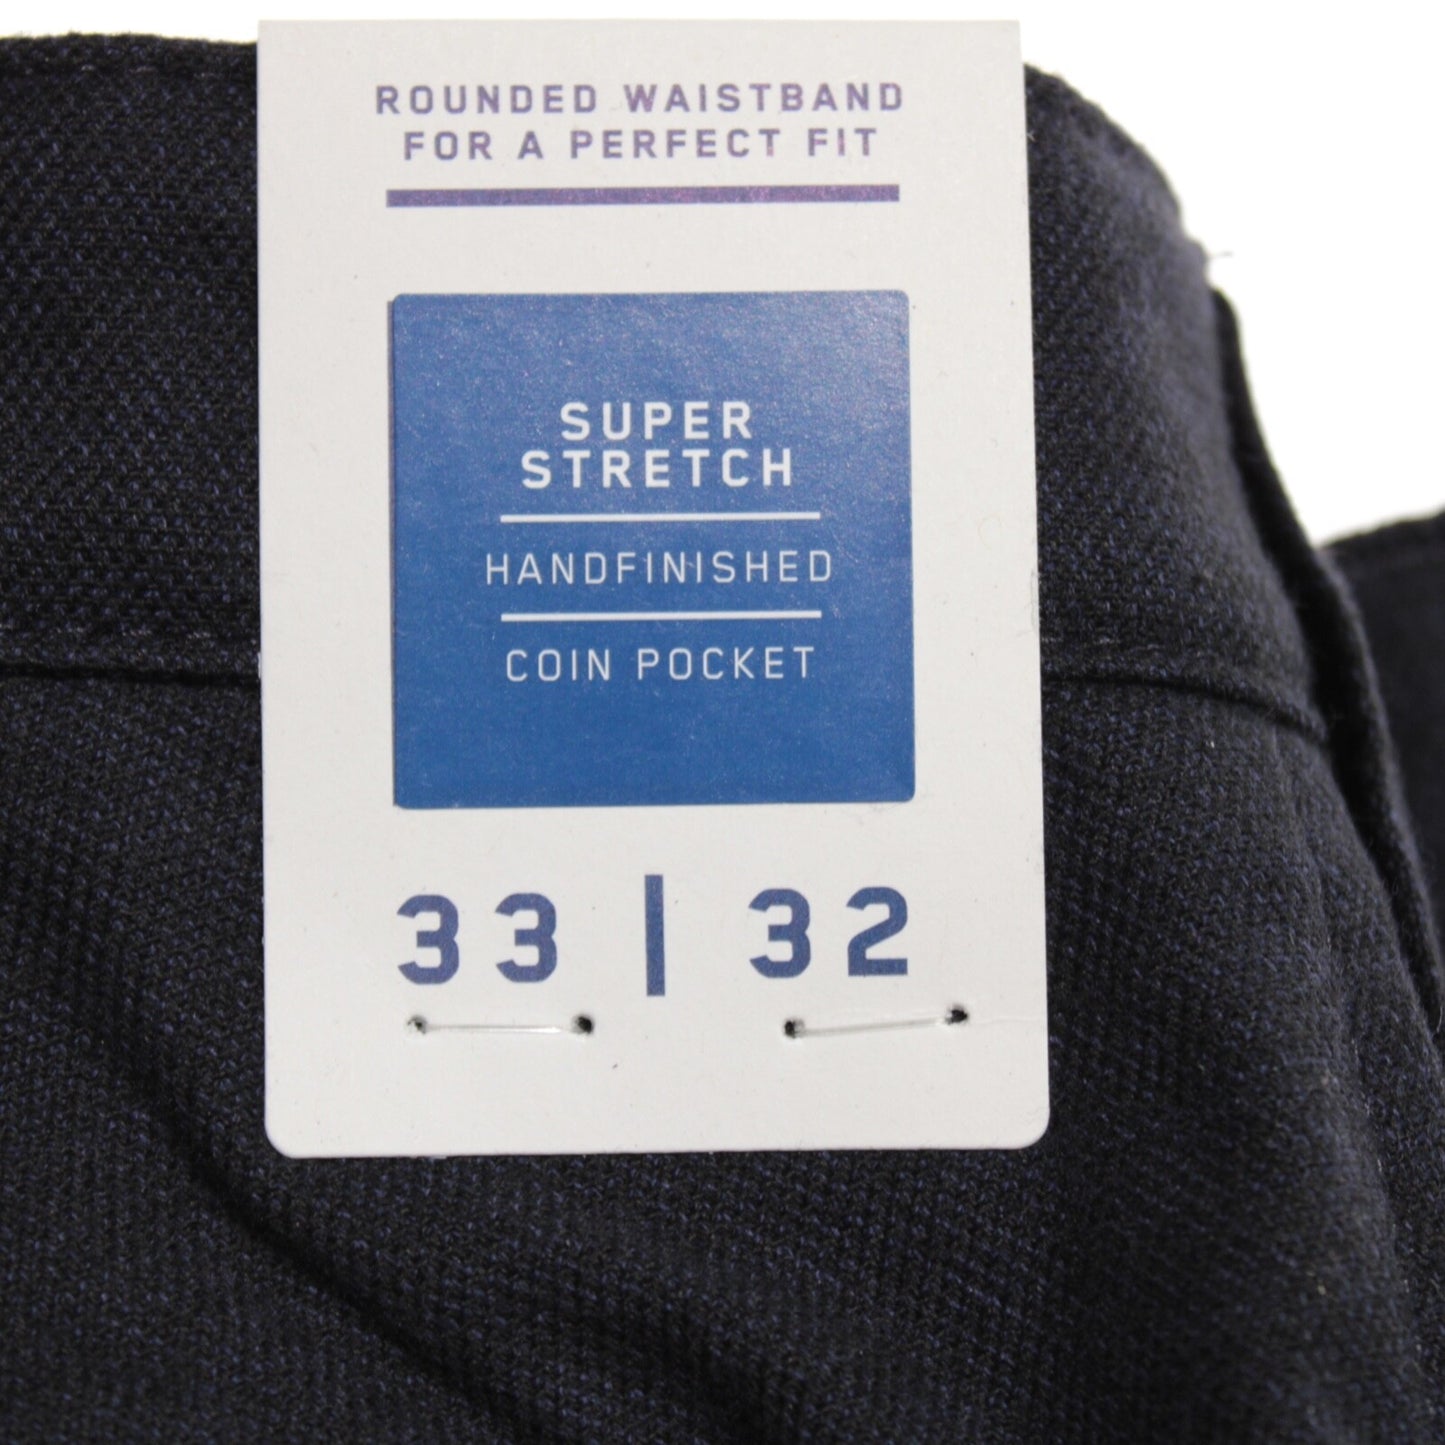 ROUNDED WAISTBAND
FOR A PERFECT FIT
SUPER
STRETCH
HANDFINISHED
COIN POCKET
33 | 32